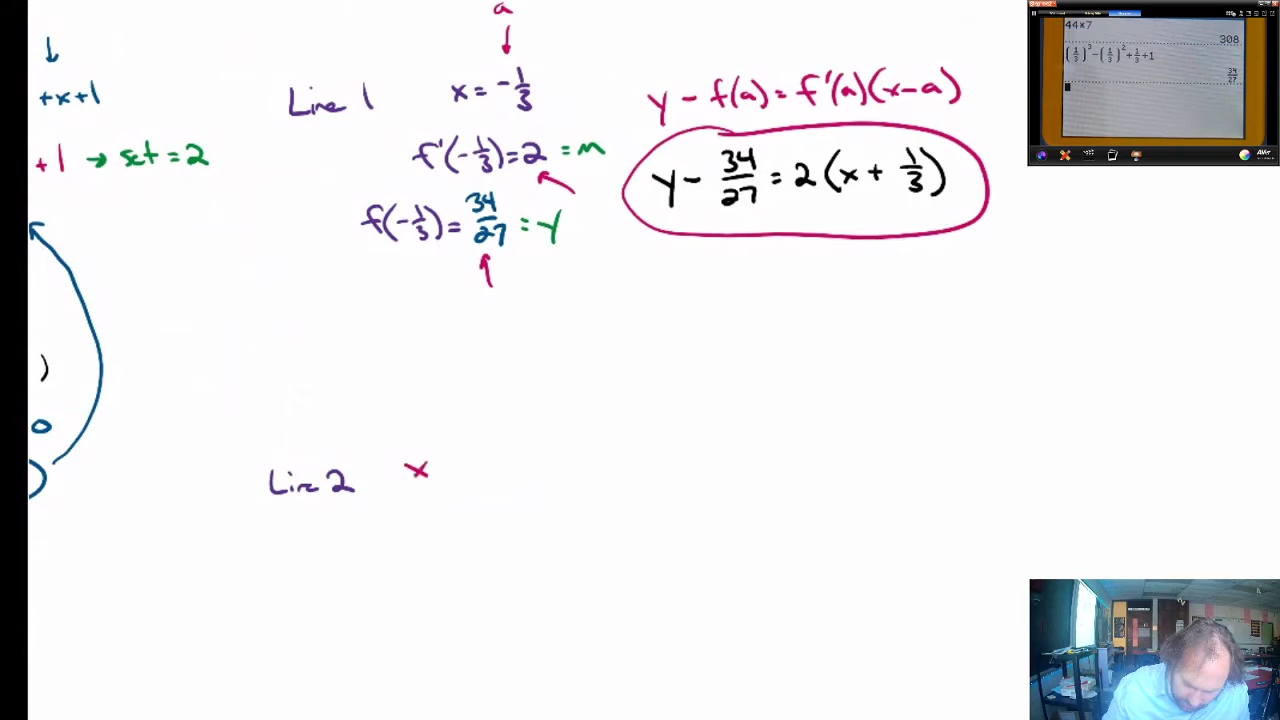 a
+x+1
Line 1
x = -1/3
y - f(a) = f'(a)(x-a)
+1 → set = 2
f'(-1/3) = 2 = m
y - 34/27 = 2(x + 1/3)
f(-1/3) = 34/27 = y
)
0
)
Line 2
x
44×7
308
(1/3)^3-(1/3)^2+1/3+1
34/27